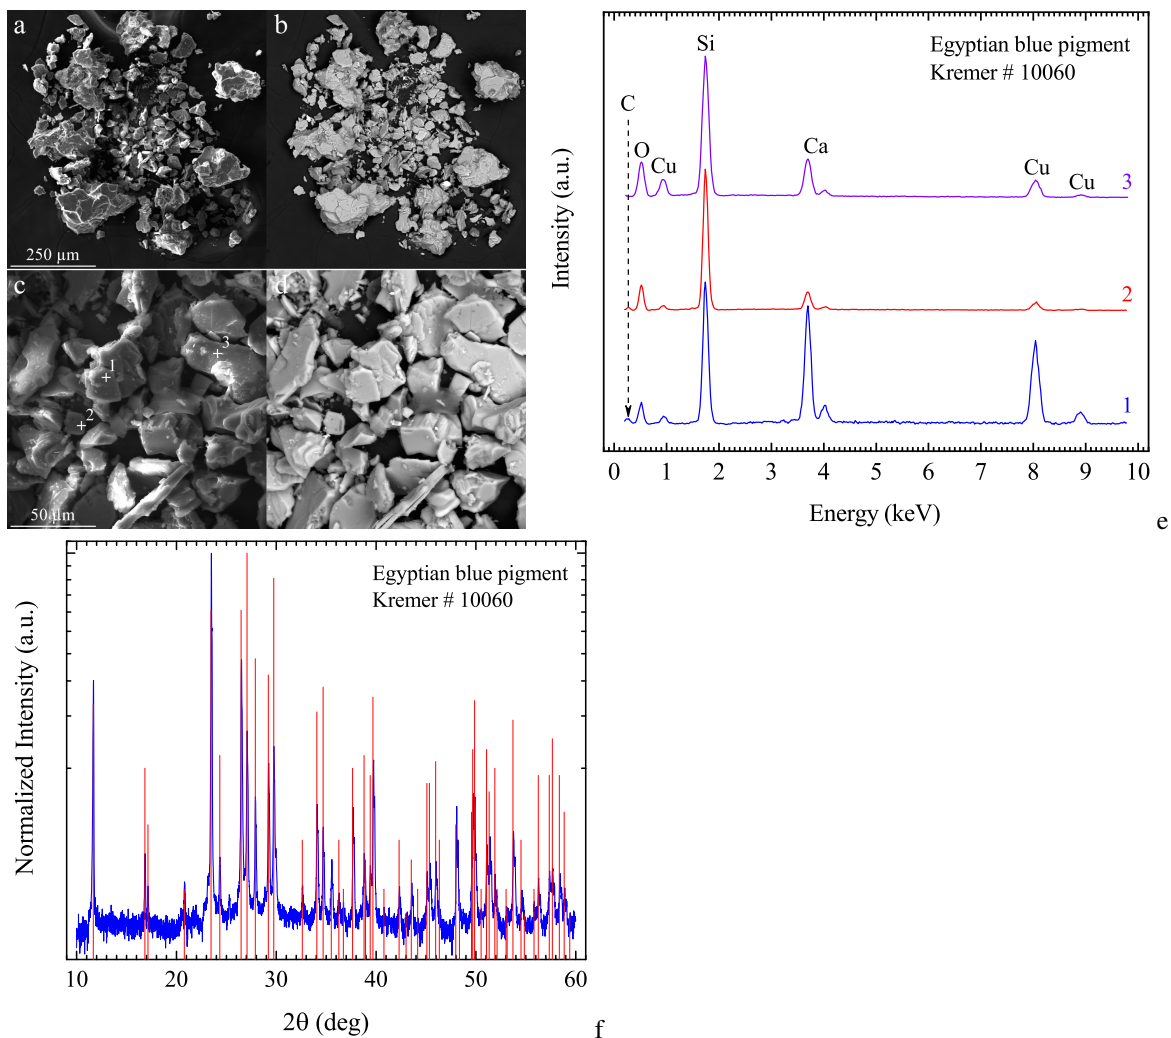 a
b
250 μm
c
d
1
2
3
50 μm
Egyptian blue pigment
Kremer # 10060
Si
C
O
Cu
Ca
Cu
Cu
3
2
1
Intensity (a.u.)
0 1 2 3 4 5 6 7 8 9 10
Energy (keV)
e
Egyptian blue pigment
Kremer # 10060
Normalized Intensity (a.u.)
10 20 30 40 50 60
2θ (deg)
f